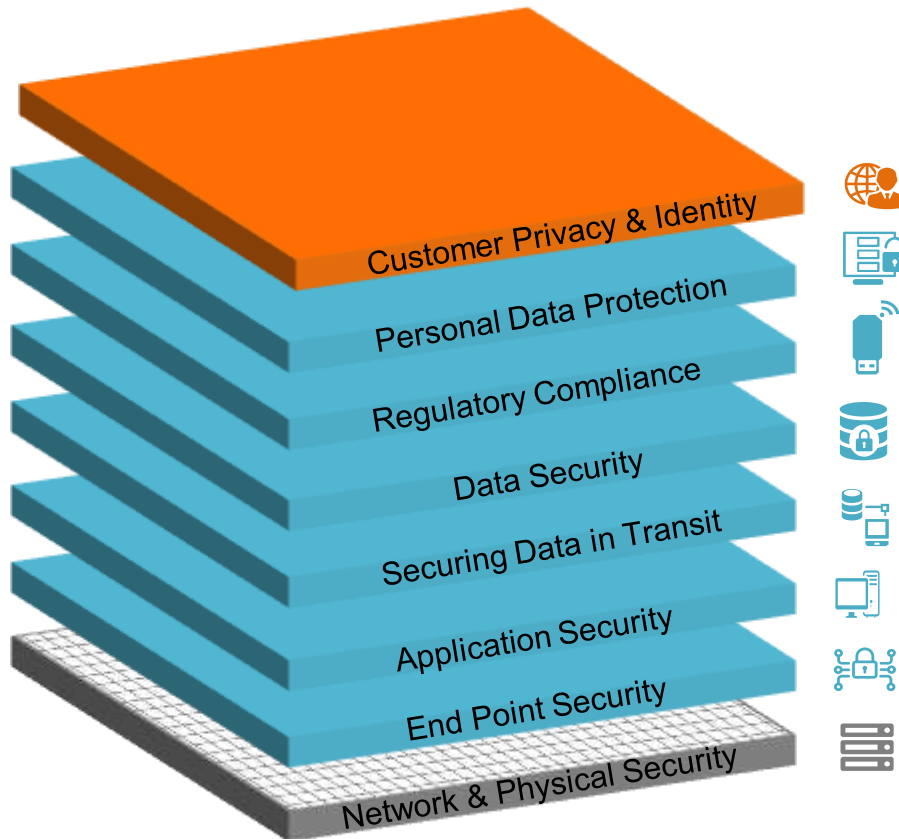 Customer Privacy & Identity
Personal Data Protection
Regulatory Compliance
Data Security
Securing Data in Transit
Application Security
End Point Security
Network & Physical Security